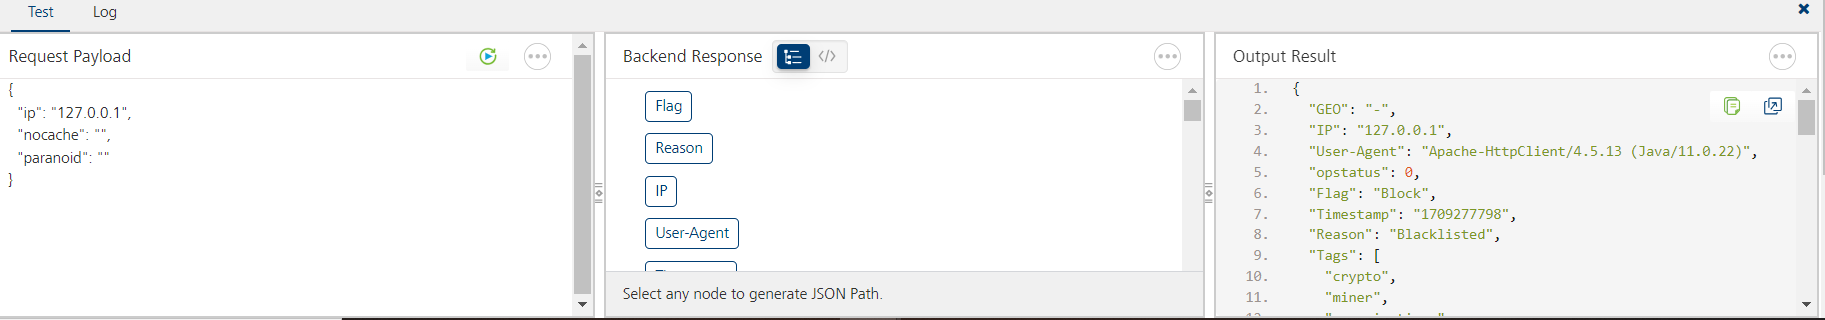 Test Log
Request Payload
{
"ip": "127.0.0.1",
"nocache": "",
"paranoid": ""
}
Backend Response </>
Flag
Reason
IP
User-Agent
Select any node to generate JSON Path.
Output Result
1. {
2. "GEO": "-",
3. "IP": "127.0.0.1",
4. "User-Agent": "Apache-HttpClient/4.5.13 (Java/11.0.22)",
5. "opstatus": 0,
6. "Flag": "Block",
7. "Timestamp": "1709277798",
8. "Reason": "Blacklisted",
9. "Tags": [
10. "crypto",
11. "miner",